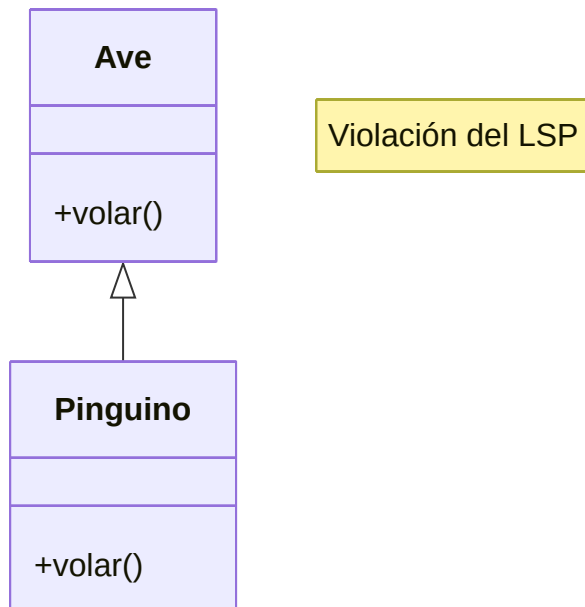 Ave
+volar()
Violación del LSP
Pinguino
+volar()